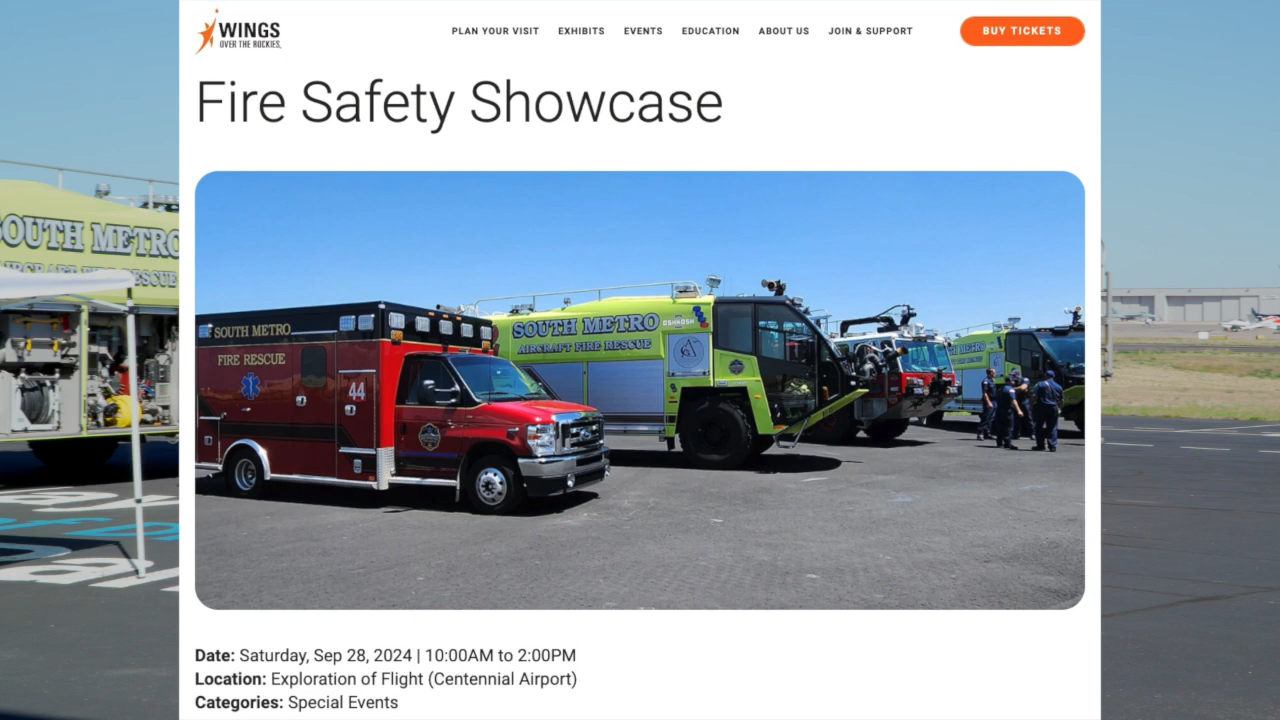 WINGS
OVER THE ROCKIES
PLAN YOUR VISIT EXHIBITS EVENTS EDUCATION ABOUT US JOIN & SUPPORT
BUY TICKETS
Fire Safety Showcase
SOUTH METRO
SOUTH METRO
FIRE RESCUE
44
SOUTH METRO
OSHKOSH
AIRCRAFT FIRE RESCUE
Date: Saturday, Sep 28, 2024 | 10:00AM to 2:00PM
Location: Exploration of Flight (Centennial Airport)
Categories: Special Events